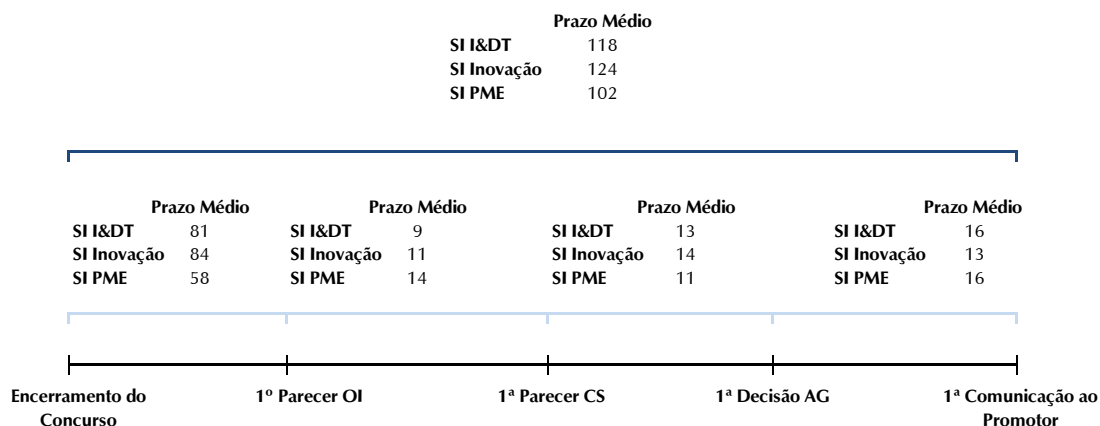 Prazo Médio
SI I&DT 118
SI Inovação 124
SI PME 102
Prazo Médio
SI I&DT 81
SI Inovação 84
SI PME 58
Prazo Médio
SI I&DT 9
SI Inovação 11
SI PME 14
Prazo Médio
SI I&DT 13
SI Inovação 14
SI PME 11
Prazo Médio
SI I&DT 16
SI Inovação 13
SI PME 16
Encerramento do
Concurso
1º Parecer OI
1ª Parecer CS
1ª Decisão AG
1ª Comunicação ao
Promotor